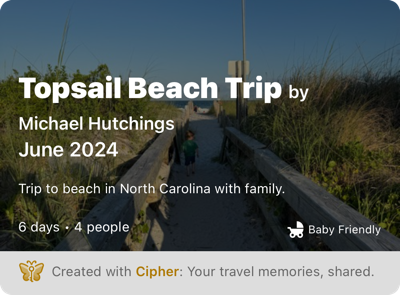 Topsail Beach Trip by
Michael Hutchings
June 2024
Trip to beach in North Carolina with family.
6 days • 4 people
Baby Friendly
Created with Cipher: Your travel memories, shared.